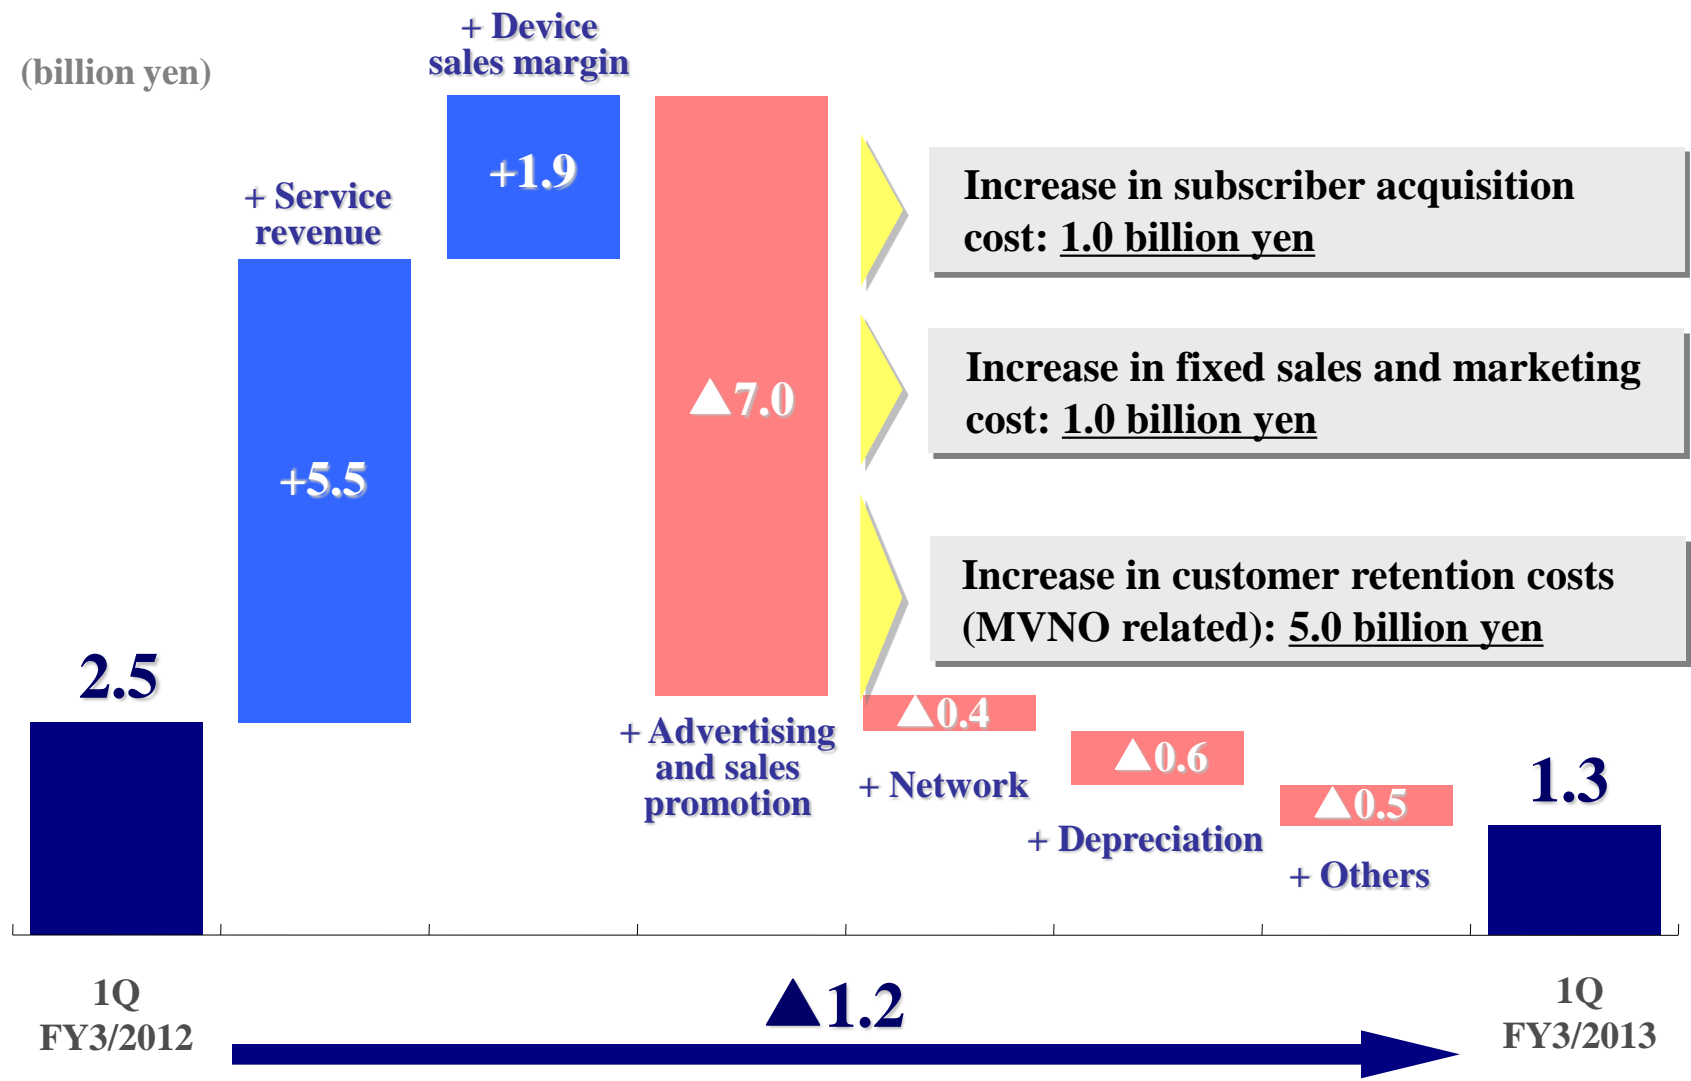 (billion yen)
+ Device
sales margin
+1.9
+ Service
revenue
+5.5
2.5
▲7.0
Increase in subscriber acquisition
cost: 1.0 billion yen
Increase in fixed sales and marketing
cost: 1.0 billion yen
Increase in customer retention costs
(MVNO related): 5.0 billion yen
+ Advertising
and sales
promotion
▲0.4
+ Network
▲0.6
+ Depreciation
▲0.5
+ Others
1.3
1Q
FY3/2012
▲1.2
1Q
FY3/2013